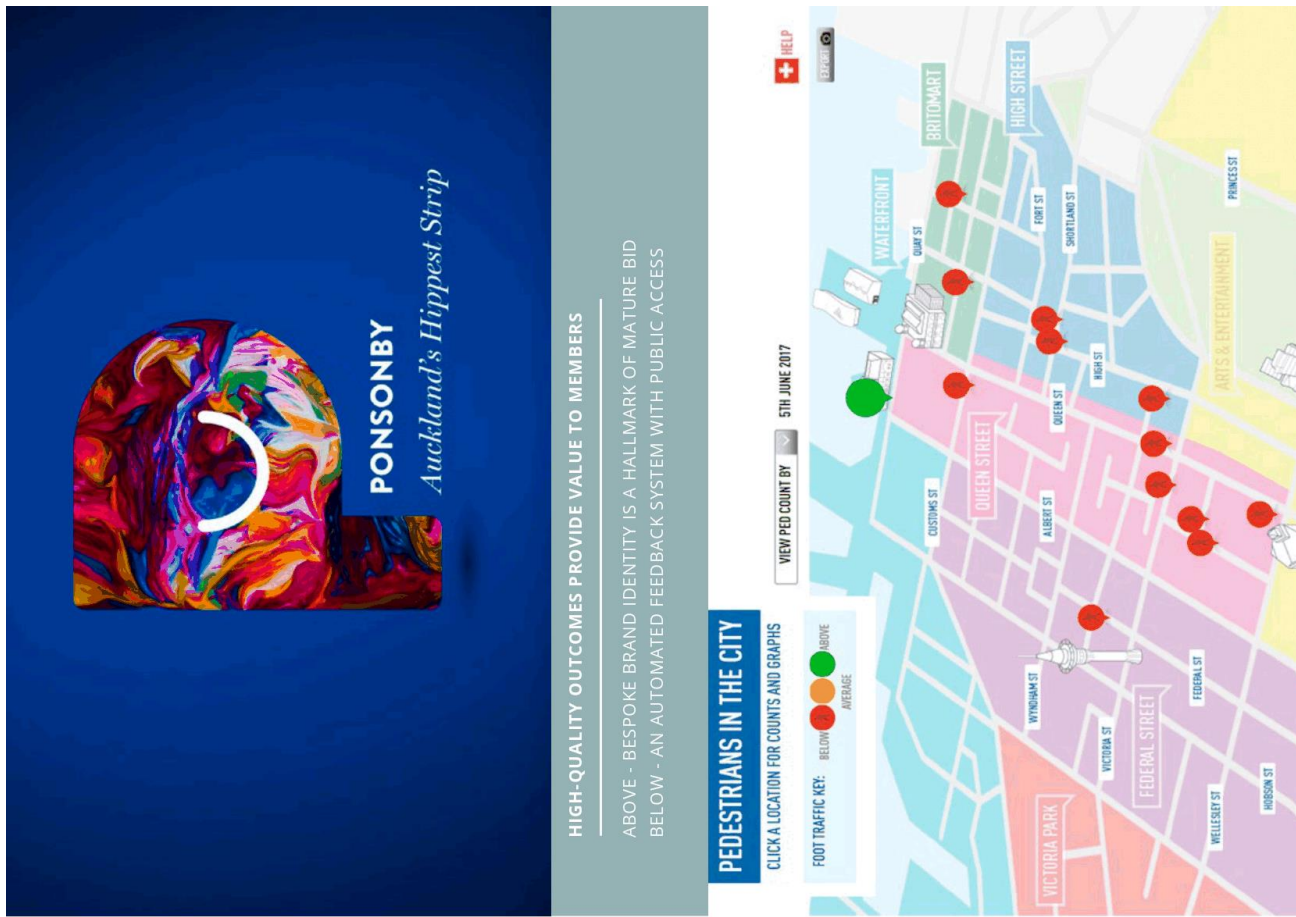 PONSONBY
Auckland's Hippest Strip
HIGH-QUALITY OUTCOMES PROVIDE VALUE TO MEMBERS
ABOVE - BESPOKE BRAND IDENTITY IS A HALLMARK OF MATURE BID
BELOW - AN AUTOMATED FEEDBACK SYSTEM WITH PUBLIC ACCESS
PEDESTRIANS IN THE CITY
CLICK A LOCATION FOR COUNTS AND GRAPHS
VIEW PED COUNT BY
5TH JUNE 2017
HELP
FOOT TRAFFIC KEY:
BELOW
ABOVE
AVERAGE
EXPORT
WATERFRONT
QUAY ST
BRITOMART
HIGH STREET
CUSTOMS ST
QUEEN STREET
FORT ST
SHORTLAND ST
ALBERT ST
QUEEN ST
HIGH ST
WYNDHAM ST
VICTORIA PARK
VICTORIA ST
FEDERAL STREET
FEDERAL ST
ARTS & ENTERTAINMENT
PRINCES ST
WELLESLEY ST
HOBSON ST